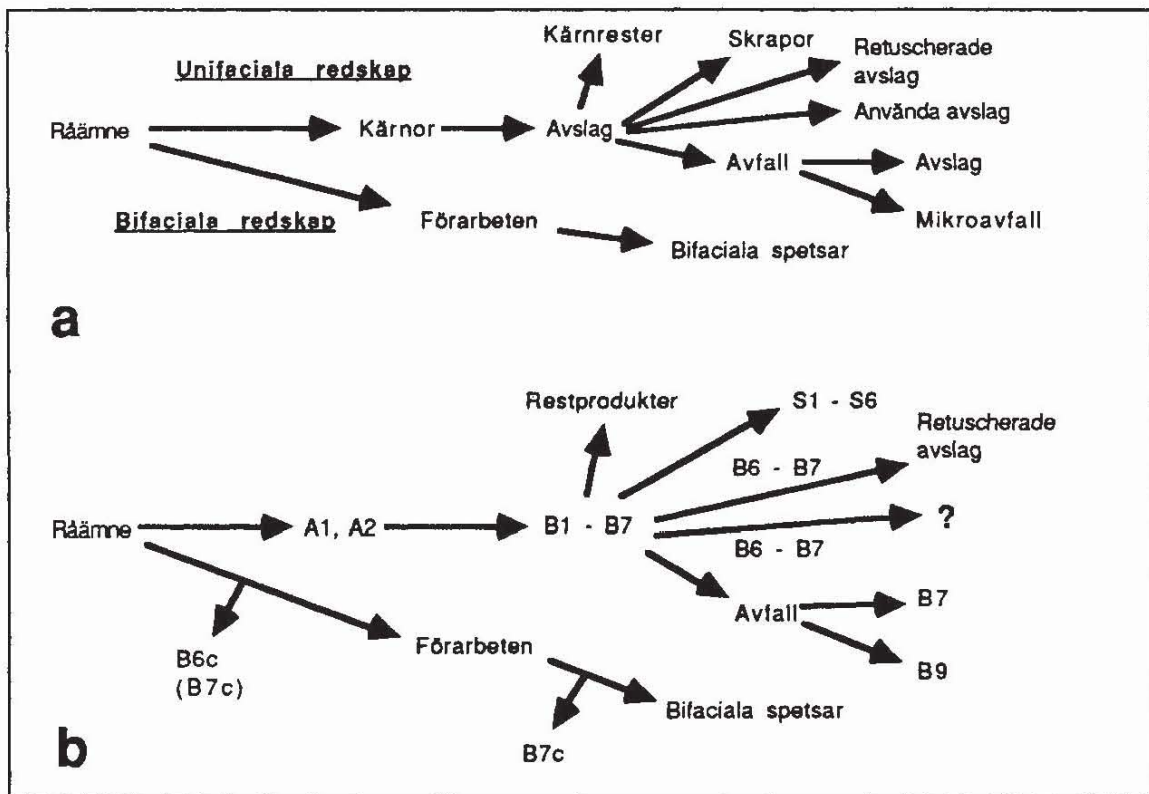 Kärnrester
Skrapor
Retuscherade
avslag
Unifaciala redskap
Använda avslag
Råämne
Kärnor
Avslag
Avfall
Avslag
Bifaciala redskap
Förarbeten
Mikroavfall
Bifaciala spetsar
a
Restprodukter
S1 - S6
Retuscherade
avslag
B6 - B7
Råämne
A1, A2
B1 - B7
?
B6 - B7
Avfall
B7
B6c
(B7c)
Förarbeten
B9
Bifaciala spetsar
B7c
b